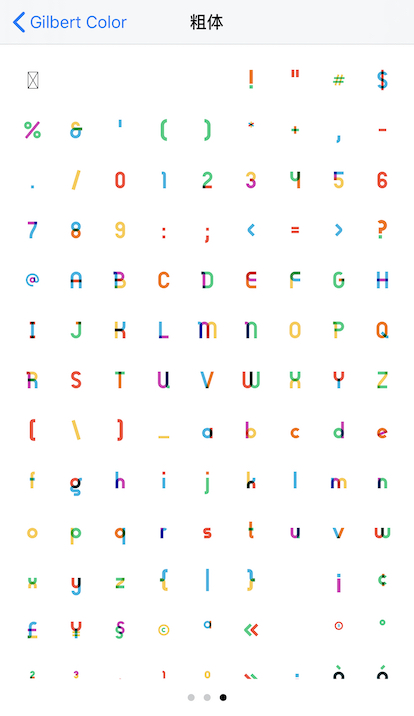 Gilbert Color
粗体
! " # $
% & ' ( ) * + , -
. / 0 1 2 3 4 5 6
7 8 9 : ; < = > ?
@ A B C D E F G H
I J K L M N O P Q
R S T U V W X Y Z
[ \ ] _ a b c d e
f g h i j k l m n
o p q r s t u v w
x y z { | } ¡ ¢
£ ¥ § © ª « ®  °
² ³ ¹ º » · ò ó